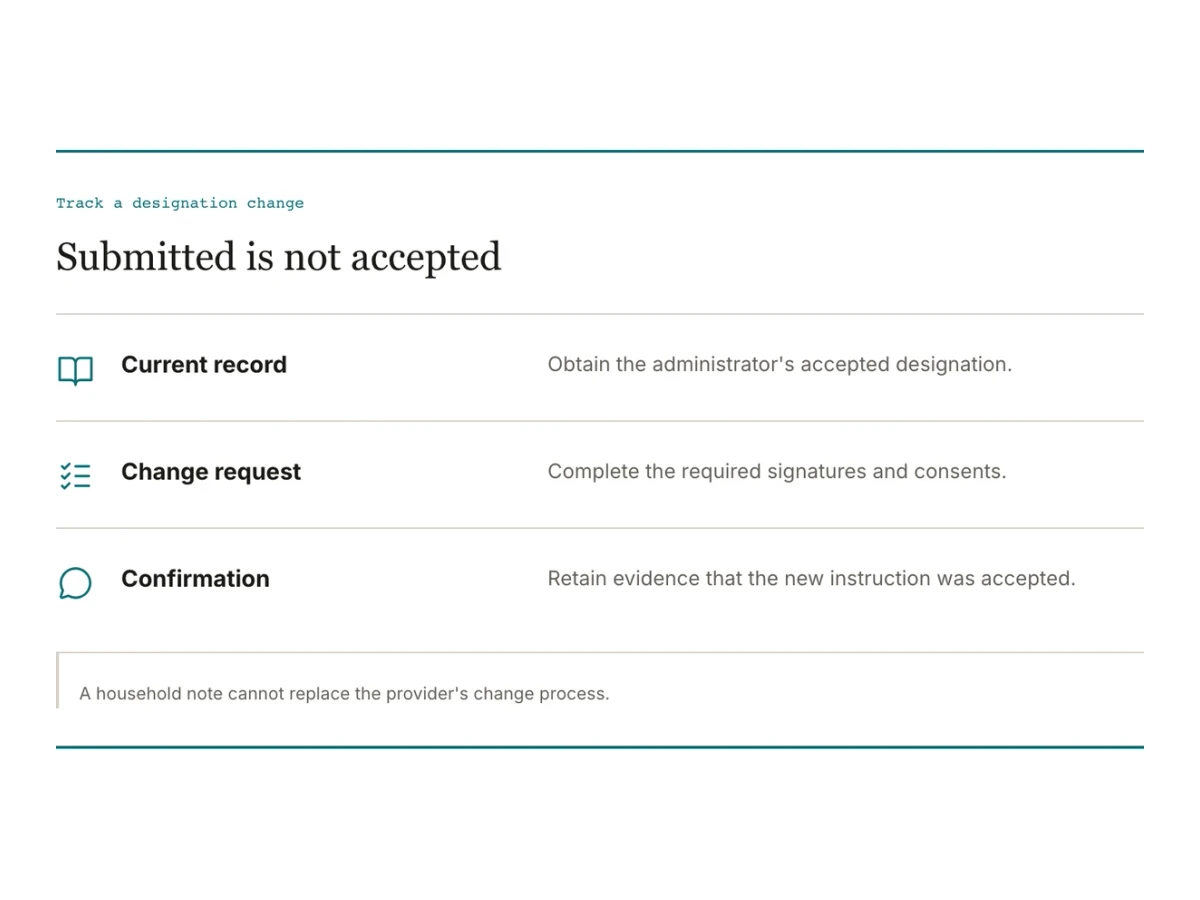 Track a designation change
Submitted is not accepted
Current record
Obtain the administrator's accepted designation.
Change request
Complete the required signatures and consents.
Confirmation
Retain evidence that the new instruction was accepted.
A household note cannot replace the provider's change process.